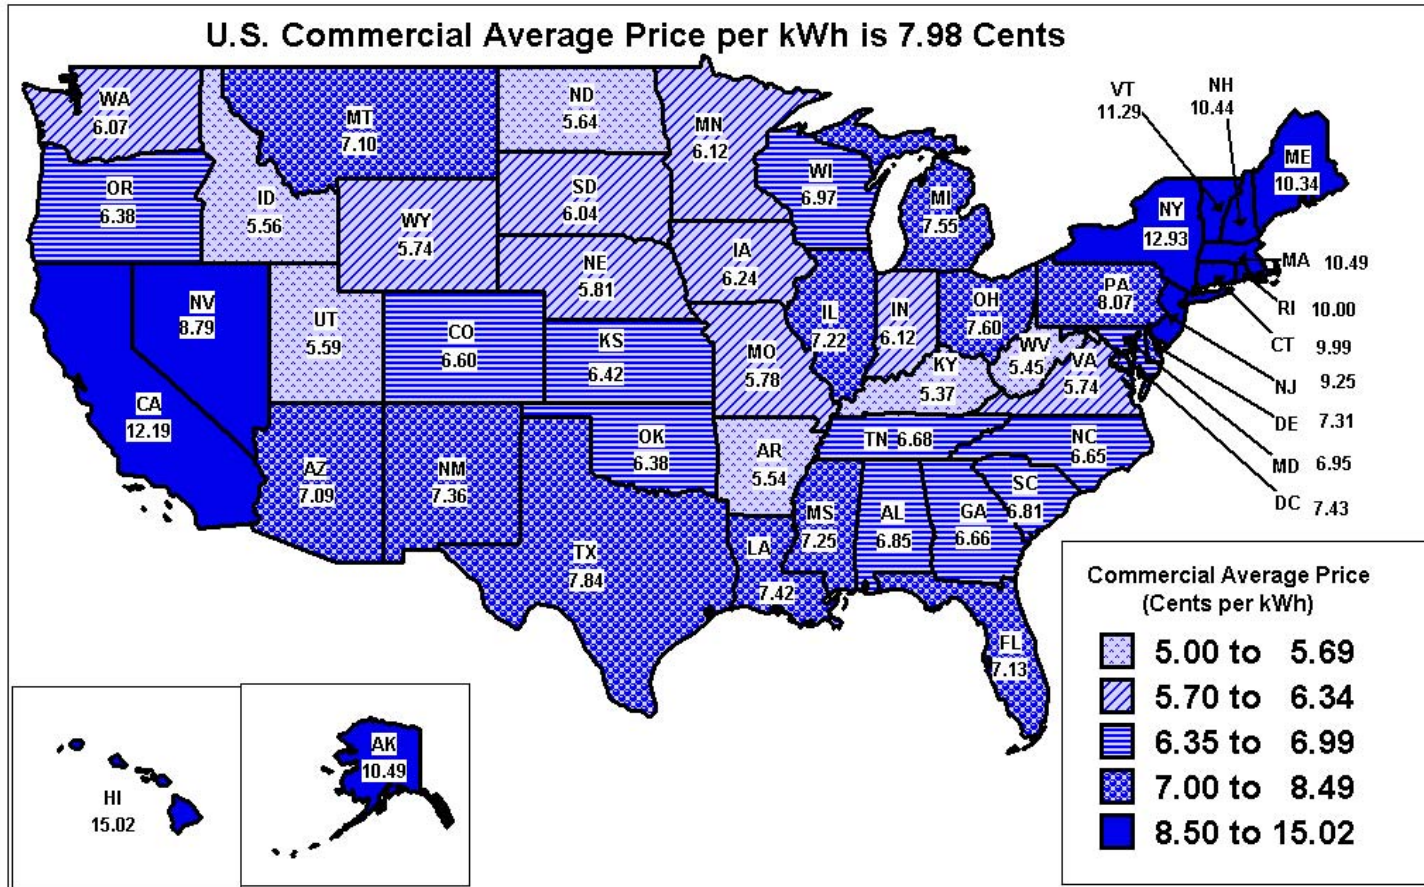 U.S. Commercial Average Price per kWh is 7.98 Cents
WA
6.07
MT
7.10
ND
5.64
MN
6.12
VT
11.29
NH
10.44
ME
10.34
OR
6.38
ID
5.56
WY
5.74
SD
6.04
WI
6.97
MI
7.55
NY
12.93
MA 10.49
RI 10.00
CT 9.99
NJ 9.25
DE 7.31
MD 6.95
DC 7.43
NV
8.79
UT
5.59
NE
5.81
IA
6.24
IL
7.22
IN
6.12
OH
7.60
PA
8.07
CA
12.19
CO
6.60
KS
6.42
MO
5.78
KY
5.37
WV
5.45
VA
5.74
AZ
7.09
NM
7.36
OK
6.38
AR
5.54
TN 6.68
NC
6.65
SC
6.81
TX
7.84
LA
7.42
MS
7.25
AL
6.85
GA
6.66
FL
7.13
HI
15.02
AK
10.49
Commercial Average Price
(Cents per kWh)
5.00 to 5.69
5.70 to 6.34
6.35 to 6.99
7.00 to 8.49
8.50 to 15.02